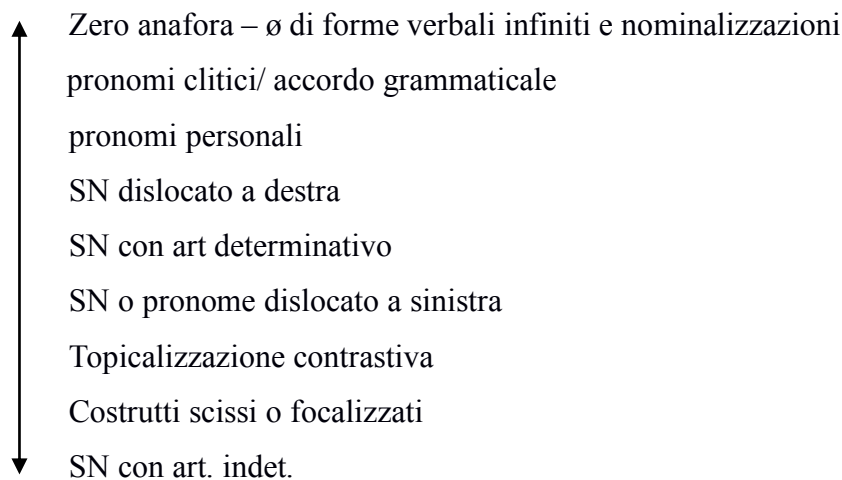 Zero anafora – ø di forme verbali infiniti e nominalizzazioni
pronomi clitici/ accordo grammaticale
pronomi personali
SN dislocato a destra
SN con art determinativo
SN o pronome dislocato a sinistra
Topicalizzazione contrastiva
Costrutti scissi o focalizzati
SN con art. indet.